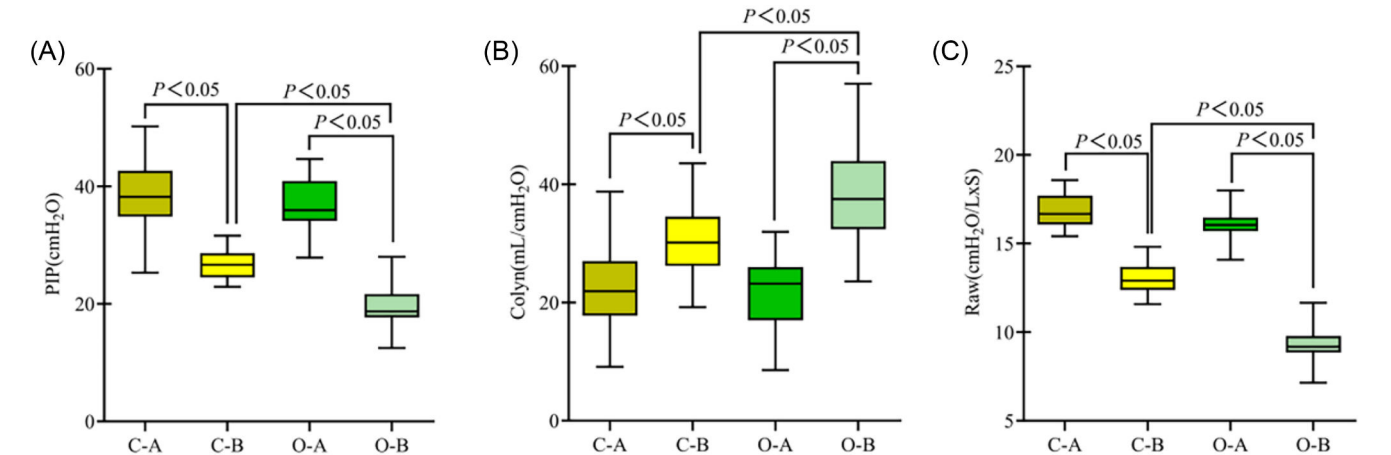 (A)
PIP(cmH₂O)
60
40
20
0
P＜0.05
P＜0.05
P＜0.05
C-A C-B O-A O-B
(B)
Colyn(mL/cmH₂O)
60
40
20
0
P＜0.05
P＜0.05
P＜0.05
C-A C-B O-A O-B
(C)
Raw(cmH₂O/LxS)
25
20
15
10
5
P＜0.05
P＜0.05
P＜0.05
C-A C-B O-A O-B